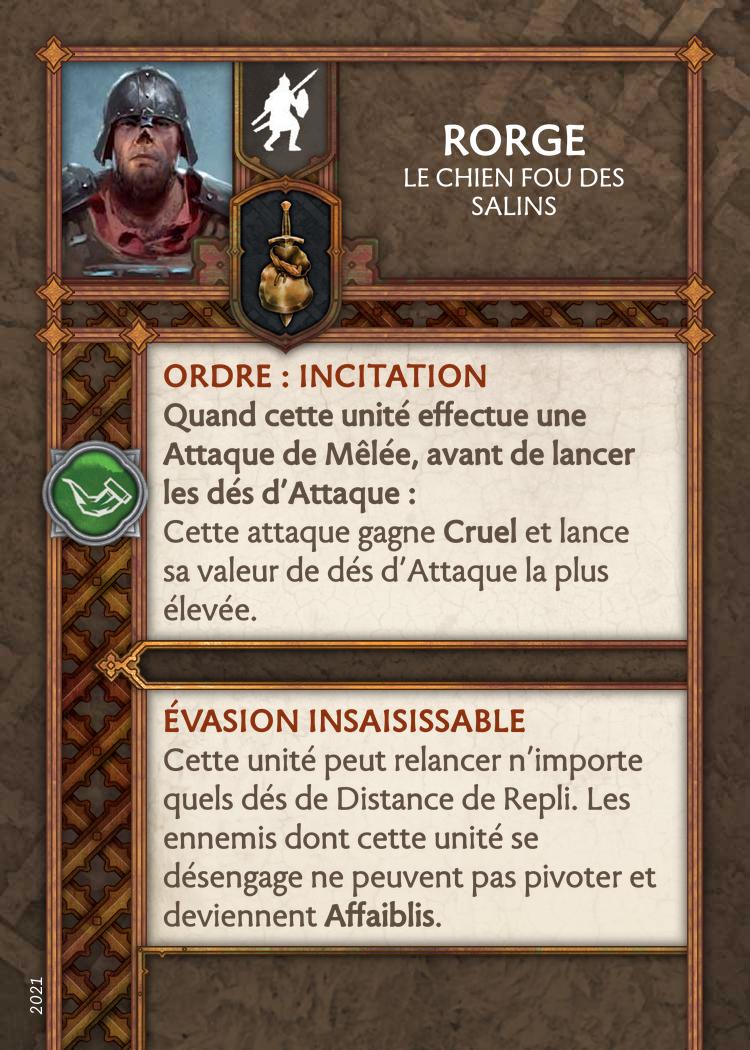 RORGE
LE CHIEN FOU DES
SALINS
ORDRE : INCITATION
Quand cette unité effectue une
Attaque de Mêlée, avant de lancer
les dés d'Attaque :
Cette attaque gagne Cruel et lance
sa valeur de dés d'Attaque la plus
élevée.
ÉVASION INSAISISSABLE
Cette unité peut relancer n'importe
quels dés de Distance de Repli. Les
ennemis dont cette unité se
désengage ne peuvent pas pivoter et
deviennent Affaiblis.
2021